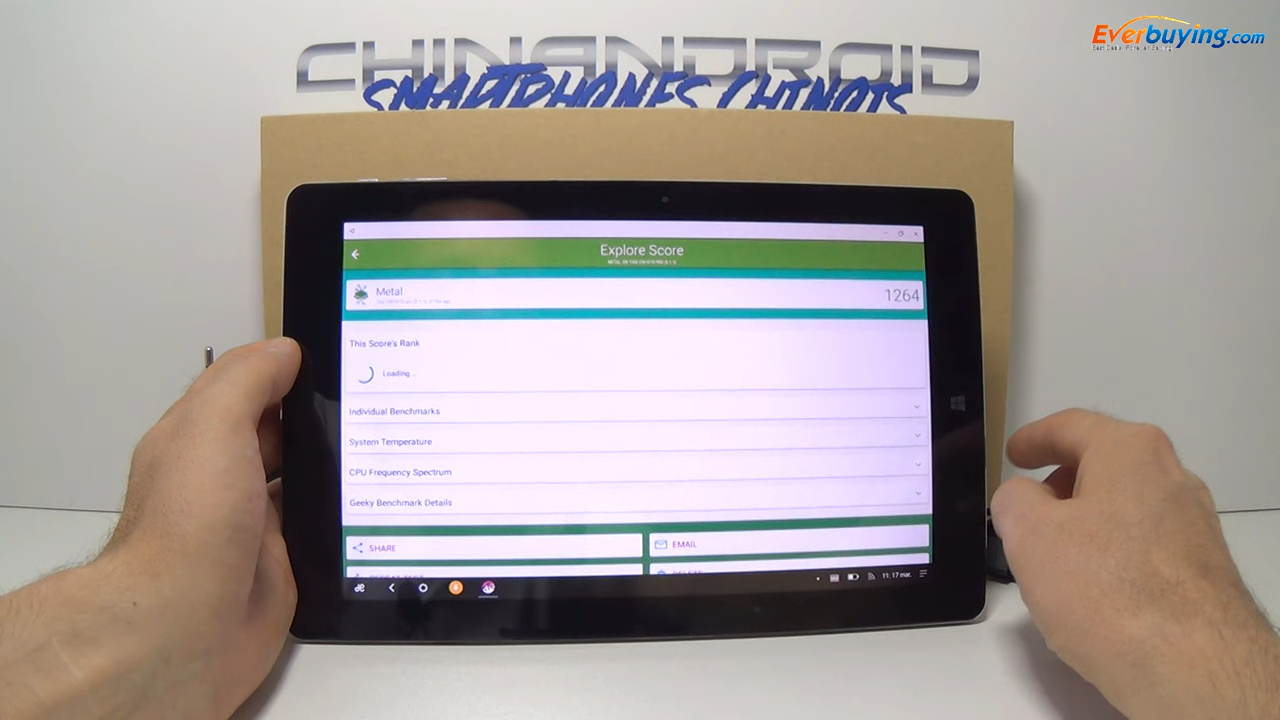 Everbuying.com
CHINANDROID
SMARTPHONES CHINOIS
Explore Score
Metal
1264
This Score's Rank
Loading ..
Individual Benchmarks
System Temperature
CPU Frequency Spectrum
Geeky Benchmark Details
SHARE
EMAIL
11:17 mar.